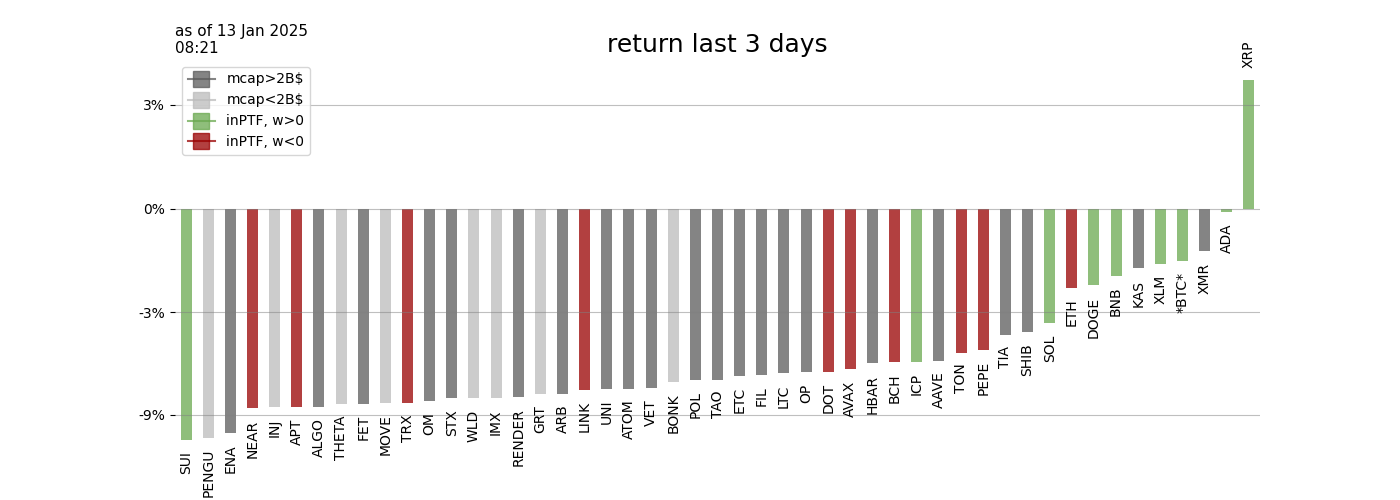 as of 13 Jan 2025
08:21
return last 3 days
mcap>2B$
mcap<2B$
inPTF, w>0
inPTF, w<0
3%
0%
-3%
-9%
SUI
PENGU
ENA
NEAR
INJ
APT
ALGO
THETA
FET
MOVE
TRX
OM
STX
WLD
IMX
RENDER
GRT
ARB
LINK
UNI
ATOM
VET
BONK
POL
TAO
ETC
FIL
LTC
OP
DOT
AVAX
HBAR
BCH
ICP
AAVE
TON
PEPE
TIA
SHIB
SOL
ETH
DOGE
BNB
KAS
XLM
*BTC*
XMR
ADA
XRP